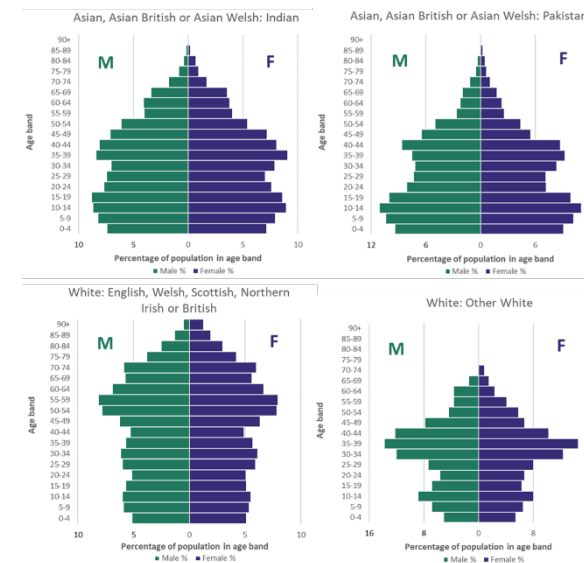 Asian, Asian British or Asian Welsh: Indian
M
F
Age band
90+
85-89
80-84
75-79
70-74
65-69
60-64
55-59
50-54
45-49
40-44
35-39
30-34
25-29
20-24
15-19
10-14
5-9
0-4
10 5 0 5 10
Percentage of population in age band
Male % Female %
Asian, Asian British or Asian Welsh: Pakistan
M
F
Age band
90+
85-89
80-84
75-79
70-74
65-69
60-64
55-59
50-54
45-49
40-44
35-39
30-34
25-29
20-24
15-19
10-14
5-9
0-4
12 6 0 6
Percentage of population in age band
Male % Female %
White: English, Welsh, Scottish, Northern
Irish or British
M
F
Age band
90+
85-89
80-84
75-79
70-74
65-69
60-64
55-59
50-54
45-49
40-44
35-39
30-34
25-29
20-24
15-19
10-14
5-9
0-4
10 5 0 5 10
Percentage of population in age band
Male % Female %
White: Other White
M
F
Age band
90+
85-89
80-84
75-79
70-74
65-69
60-64
55-59
50-54
45-49
40-44
35-39
30-34
25-29
20-24
15-19
10-14
5-9
0-4
16 8 0 8
Percentage of population in age band
Male % Female %